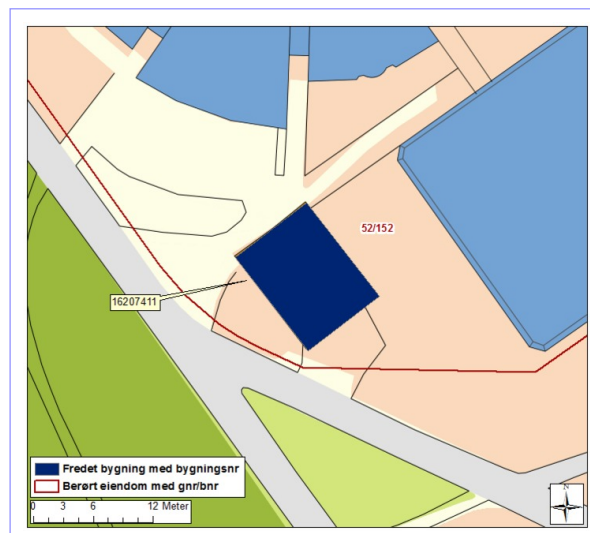 52/152
16207411
Fredet bygning med bygningsnr
Berørt eiendom med gnr/bnr
0 3 6 12 Meter
N